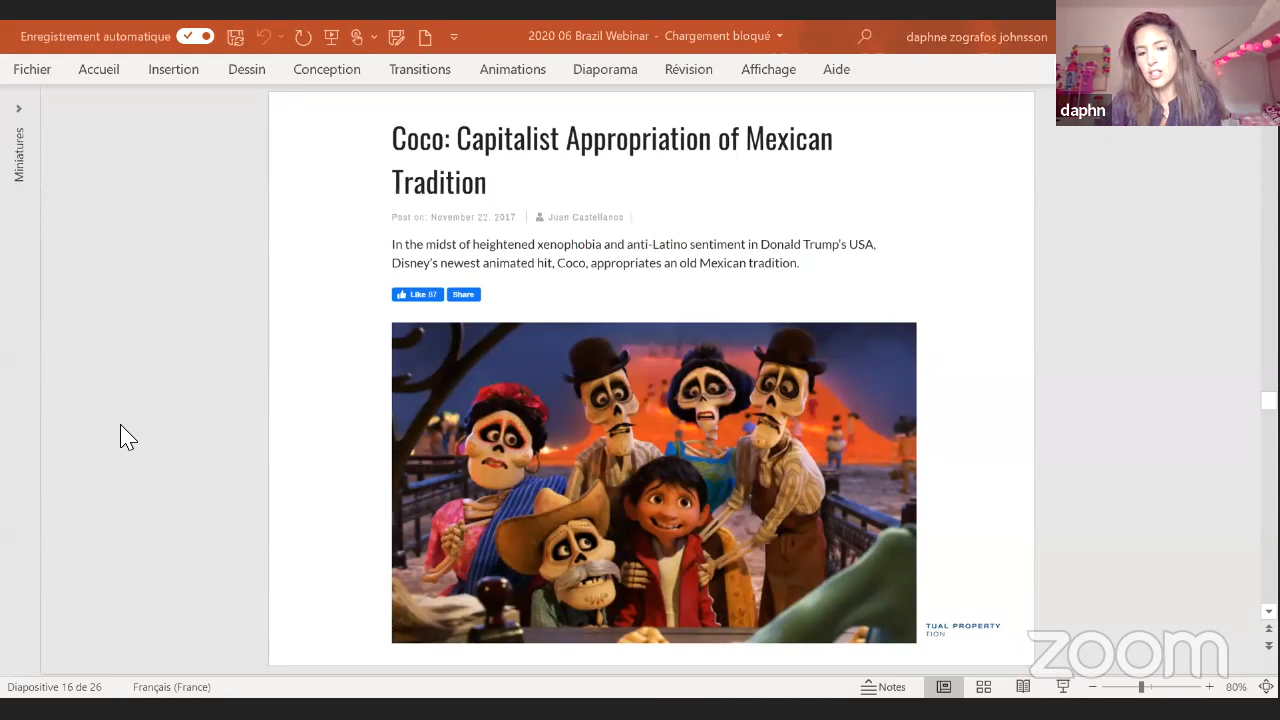 Enregistrement automatique
2020 06 Brazil Webinar - Chargement bloqué
daphne zografos johnsson
Fichier
Accueil
Insertion
Dessin
Conception
Transitions
Animations
Diaporama
Révision
Affichage
Aide
daphn
Miniatures
Coco: Capitalist Appropriation of Mexican
Tradition
Post on: November 22, 2017
Juan Castellanos
In the midst of heightened xenophobia and anti-Latino sentiment in Donald Trump's USA,
Disney's newest animated hit, Coco, appropriates an old Mexican tradition.
Like 87
Share
TUAL PROPERTY
TION
zoom
Diapositive 16 de 26
Français (France)
Notes
80%